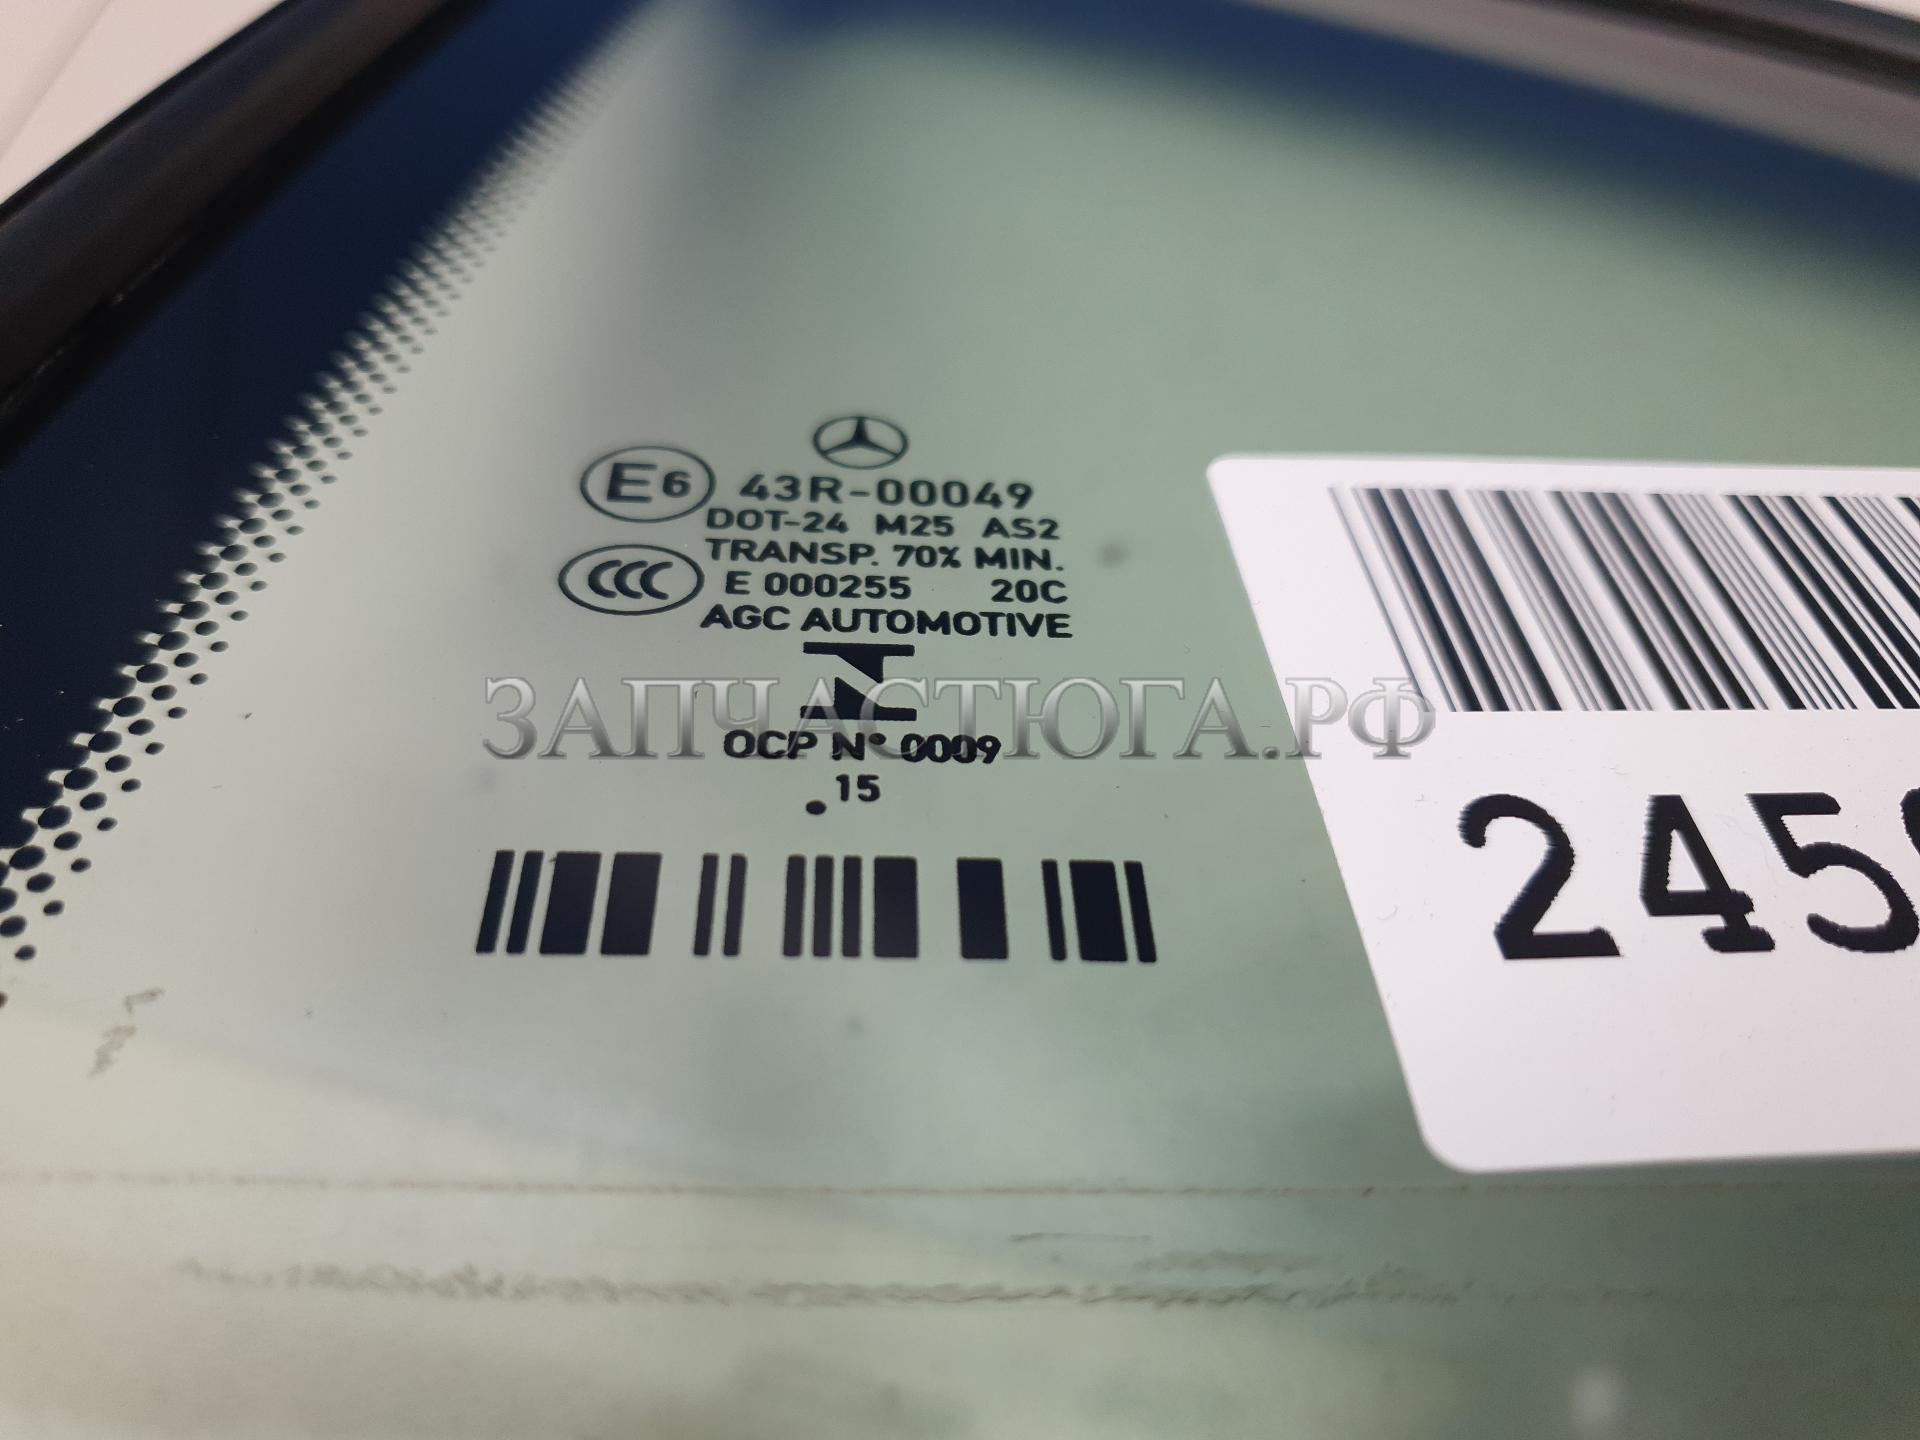 E6 43R-00049
DOT-24 M25 AS2
TRANSP. 70% MIN.
CCC E 000255 20C
AGC AUTOMOTIVE
ЗАПЧАСТЮГА.РФ
OCP N° 0009
.15
245